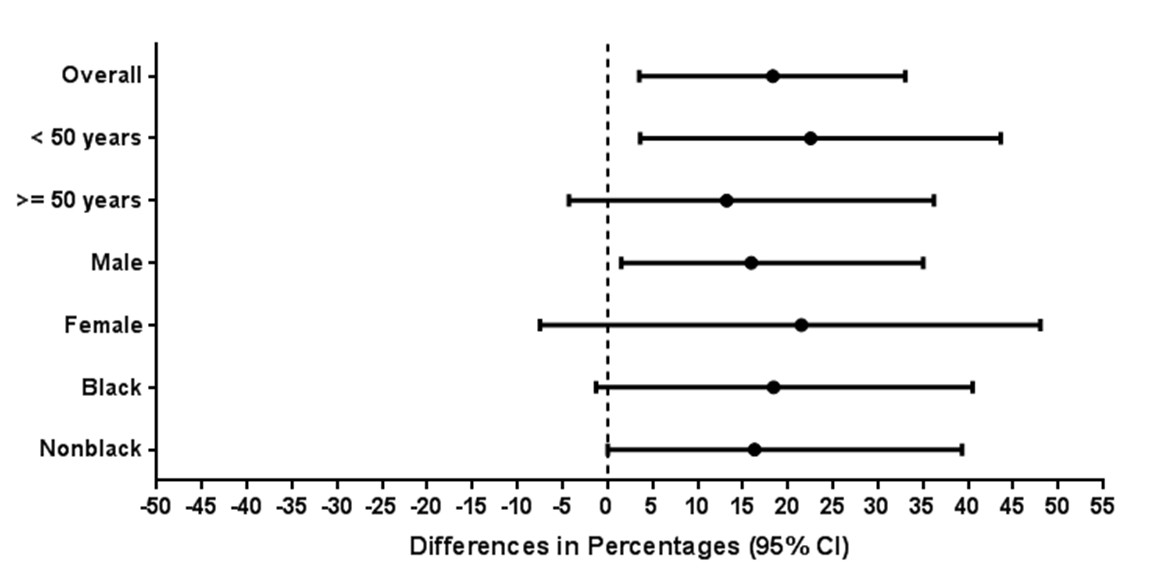 Overall
< 50 years
>= 50 years
Male
Female
Black
Nonblack
-50 -45 -40 -35 -30 -25 -20 -15 -10 -5 0 5 10 15 20 25 30 35 40 45 50 55
Differences in Percentages (95% CI)